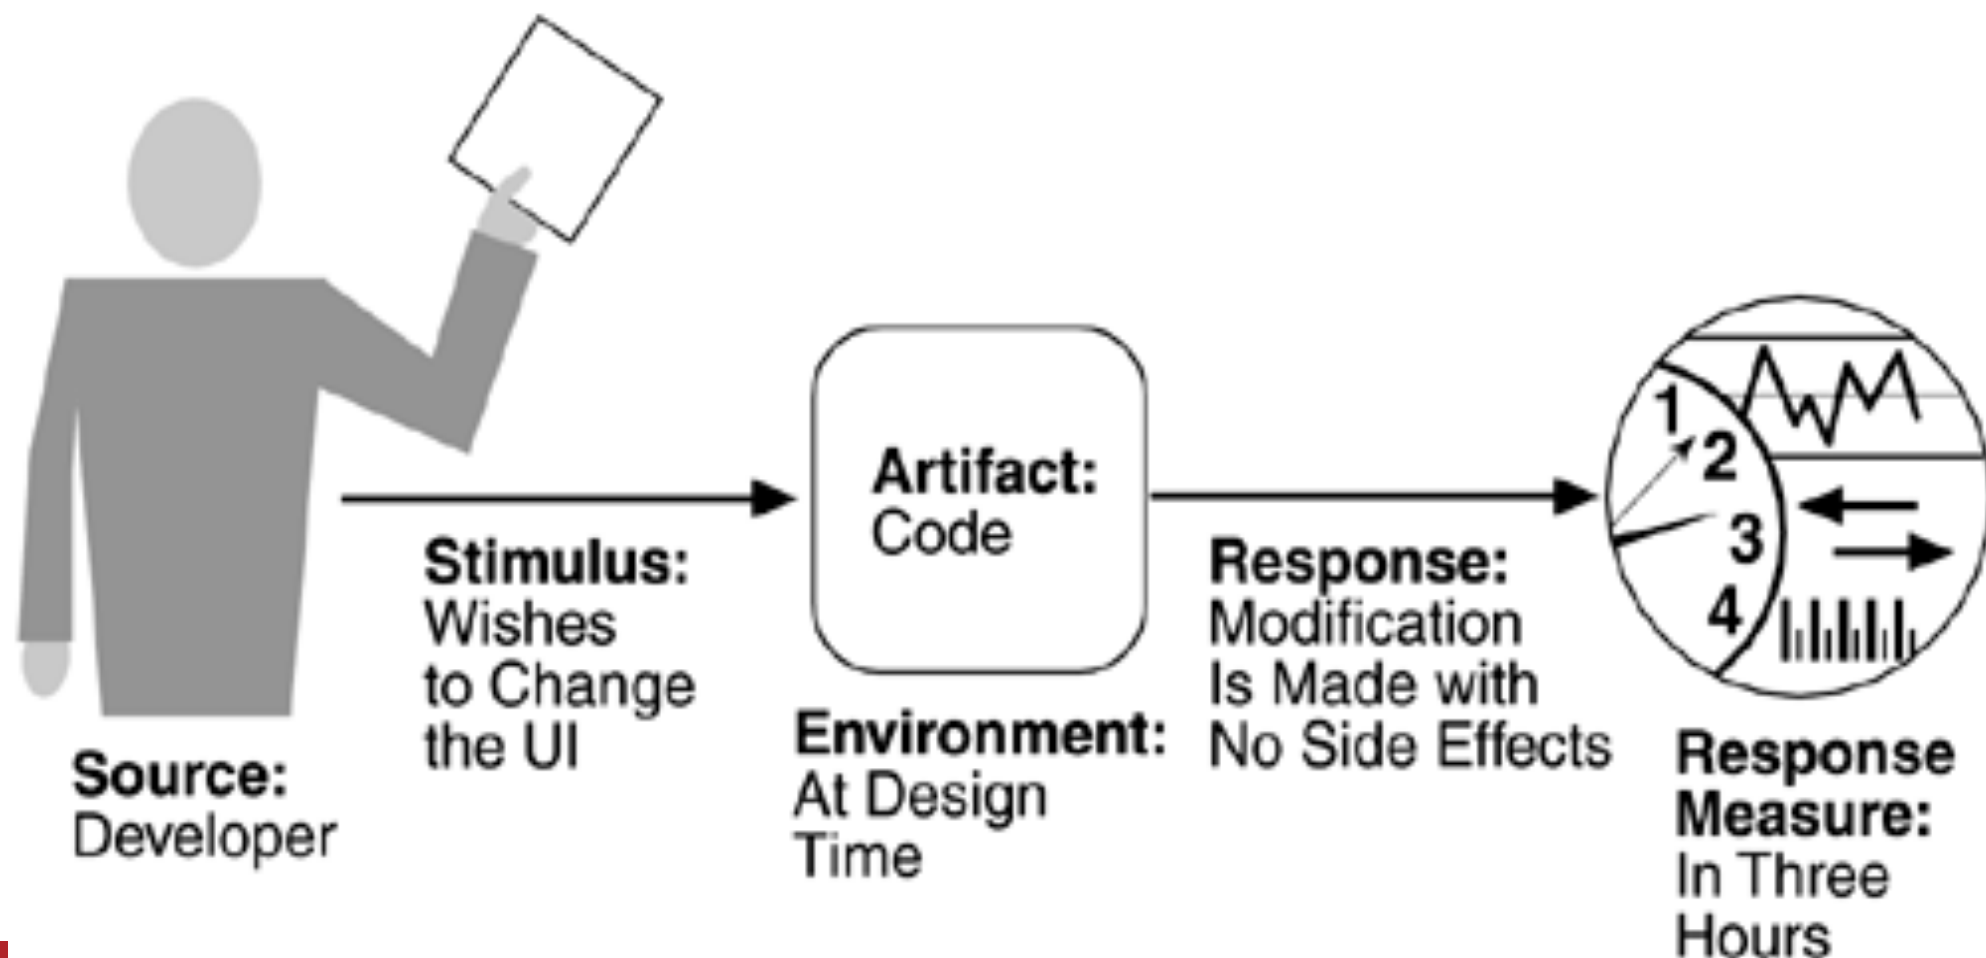 Source:
Developer
Stimulus:
Wishes
to Change
the UI
Artifact:
Code
Environment:
At Design
Time
Response:
Modification
Is Made with
No Side Effects
1
2
3
4
Response
Measure:
In Three
Hours